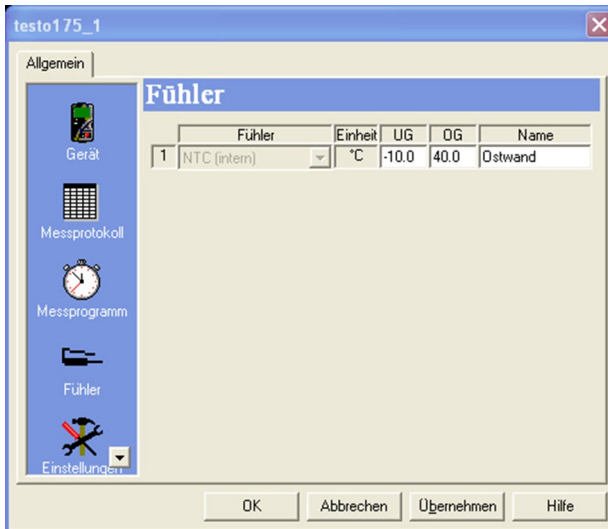 testo175_1
Allgemein
Fühler
Gerät
Messprotokoll
Messprogramm
Fühler
Einstellungen
Fühler Einheit UG OG Name
1 NTC (intern) °C -10.0 40.0 Ostwand
OK Abbrechen Übernehmen Hilfe